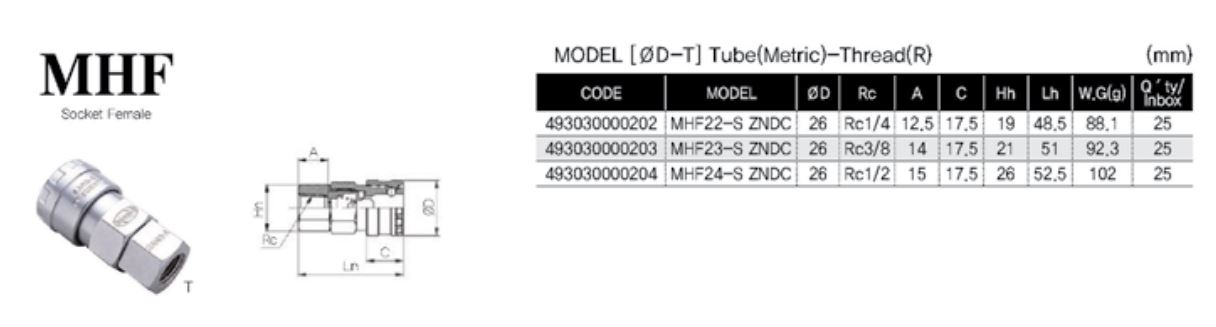 MHF
Socket Female
T
A
Hh
Rc
C
Lh
ØD
MODEL [ØD-T] Tube(Metric)-Thread(R) (mm)
CODE MODEL ØD Rc A C Hh Lh W.G(g) Q´ty/Inbox
493030000202 MHF22-S ZNDC 26 Rc1/4 12.5 17.5 19 48.5 88.1 25
493030000203 MHF23-S ZNDC 26 Rc3/8 14 17.5 21 51 92.3 25
493030000204 MHF24-S ZNDC 26 Rc1/2 15 17.5 26 52.5 102 25